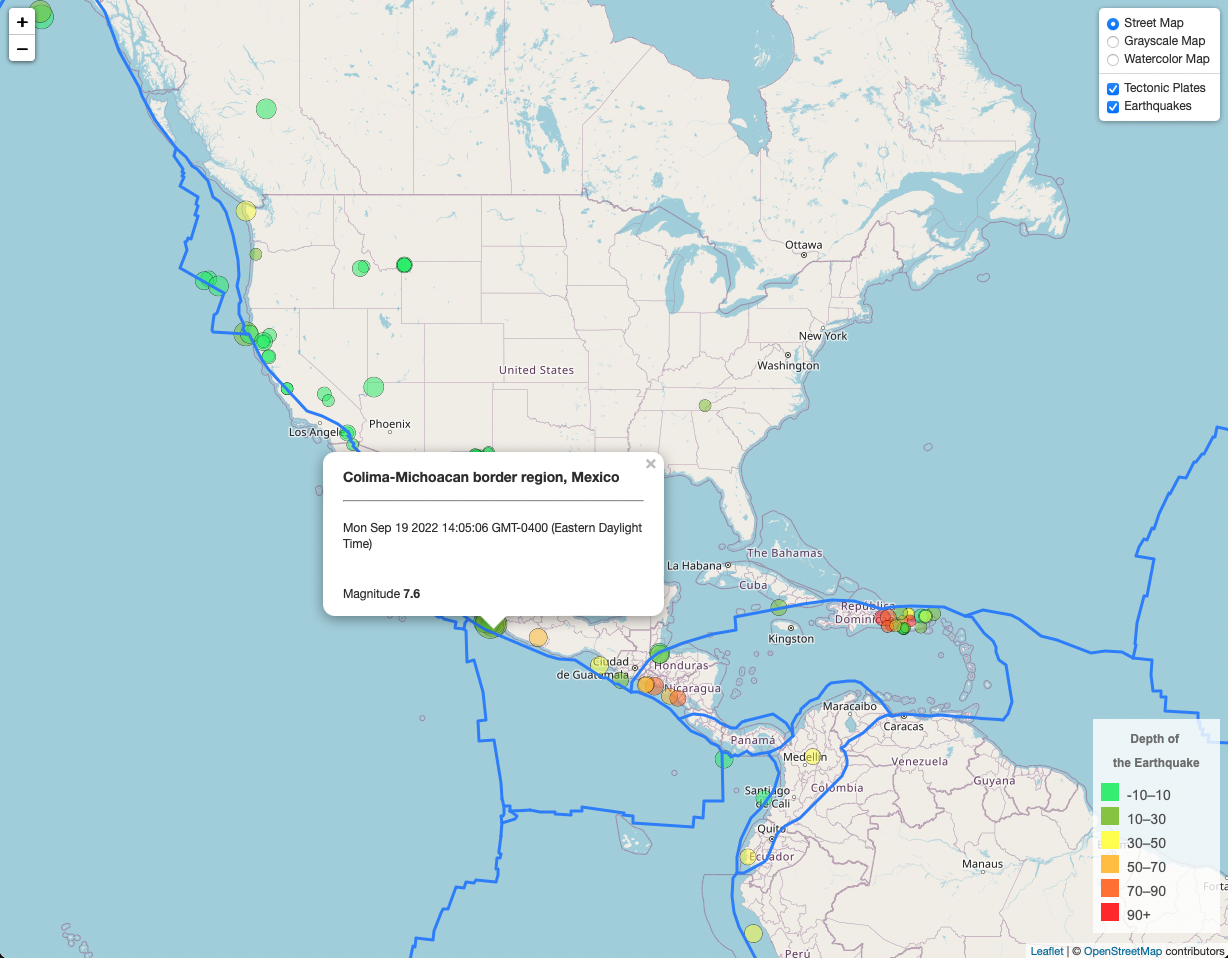 +
−
Street Map
Grayscale Map
Watercolor Map
Tectonic Plates
Earthquakes
Ottawa
New York
Washington
United States
Phoenix
Los Angeles
×
Colima-Michoacan border region, Mexico
Mon Sep 19 2022 14:05:06 GMT-0400 (Eastern Daylight
Time)
Magnitude 7.6
The Bahamas
La Habana
Cuba
República
Dominicana
Kingston
Ciudad
de Guatemala
Honduras
Nicaragua
Maracaibo
Caracas
Panamá
Medellín
Venezuela
Guyana
Santiago
de Cali
Colombia
Quito
Ecuador
Manaus
Perú
Depth of
the Earthquake
-10–10
10–30
30–50
50–70
70–90
90+
Leaflet | © OpenStreetMap contributors